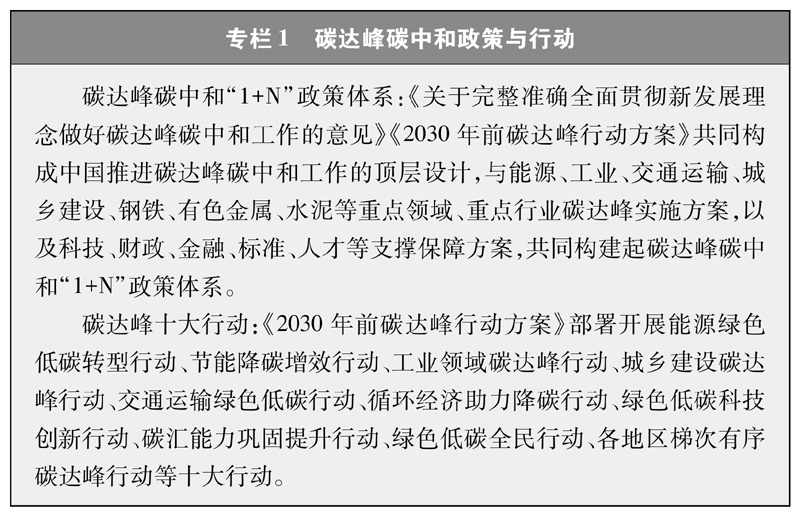 专栏1 碳达峰碳中和政策与行动
碳达峰碳中和“1+N”政策体系:《关于完整准确全面贯彻新发展理
念做好碳达峰碳中和工作的意见》《2030 年前碳达峰行动方案》共同构
成中国推进碳达峰碳中和工作的顶层设计,与能源、工业、交通运输、城
乡建设、钢铁、有色金属、水泥等重点领域、重点行业碳达峰实施方案,以
及科技、财政、金融、标准、人才等支撑保障方案,共同构建起碳达峰碳中
和“1+N”政策体系。
碳达峰十大行动:《2030 年前碳达峰行动方案》部署开展能源绿色
低碳转型行动、节能降碳增效行动、工业领域碳达峰行动、城乡建设碳达
峰行动、交通运输绿色低碳行动、循环经济助力降碳行动、绿色低碳科技
创新行动、碳汇能力巩固提升行动、绿色低碳全民行动、各地区梯次有序
碳达峰行动等十大行动。